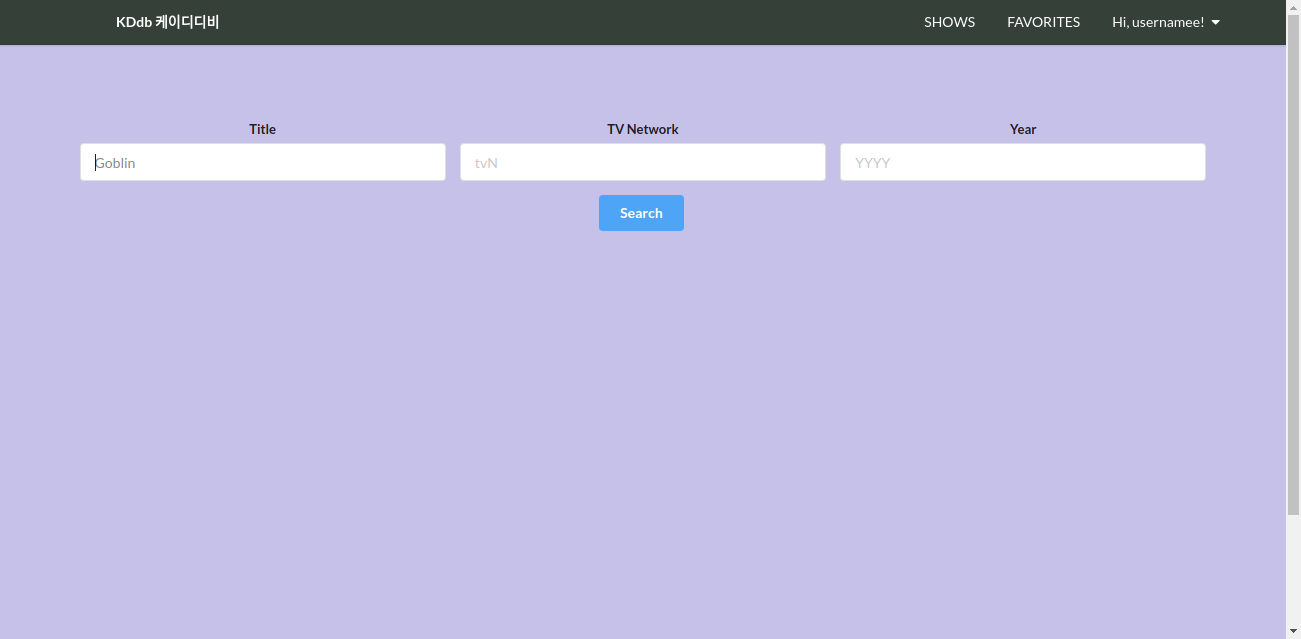 KDdb 케이디디비 SHOWS FAVORITES Hi, usernamee!
Title TV Network Year
Goblin tvN YYYY
Search